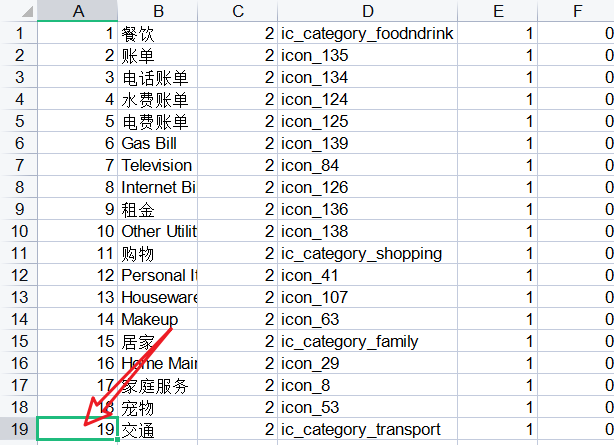 A B C D E F
1 1 餐饮 2 ic_category_foodndrink 1 0
2 2 账单 2 icon_135 1 0
3 3 电话账单 2 icon_134 1 0
4 4 水费账单 2 icon_124 1 0
5 5 电费账单 2 icon_125 1 0
6 6 Gas Bill 2 icon_139 1 0
7 7 Television 2 icon_84 1 0
8 8 Internet Bi 2 icon_126 1 0
9 9 租金 2 icon_136 1 0
10 10 Other Utilit 2 icon_138 1 0
11 11 购物 2 ic_category_shopping 1 0
12 12 Personal It 2 icon_41 1 0
13 13 Houseware 2 icon_107 1 0
14 14 Makeup 2 icon_63 1 0
15 15 居家 2 ic_category_family 1 0
16 16 Home Main 2 icon_29 1 0
17 17 家庭服务 2 icon_8 1 0
18 18 宠物 2 icon_53 1 0
19 19 交通 2 ic_category_transport 1 0